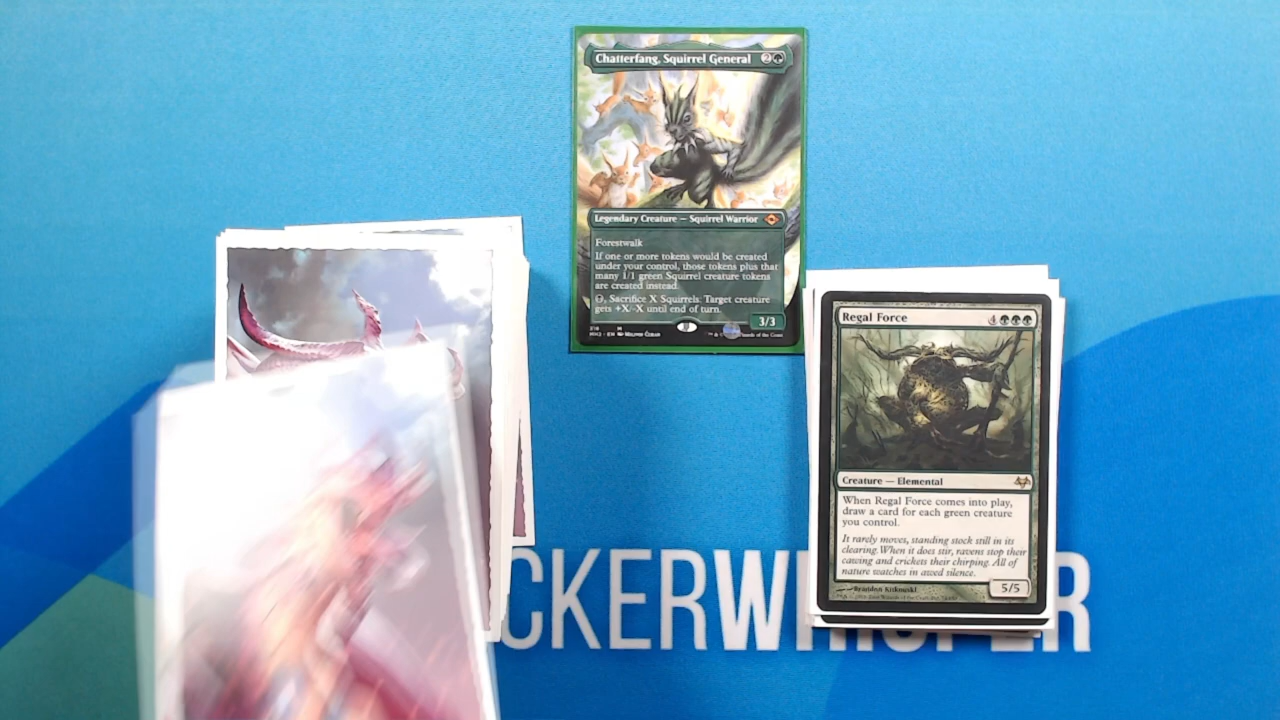 Chatterfang, Squirrel General 2
Legendary Creature — Squirrel Warrior
Forestwalk
If one or more tokens would be created
under your control, those tokens plus that
many 1/1 green Squirrel creature tokens
are created instead.
, Sacrifice X Squirrels: Target creature
gets +X/-X until end of turn.
3/3
Regal Force 4
Creature — Elemental
When Regal Force comes into play,
draw a card for each green creature
you control.
It rarely moves, standing stock still in its
clearing. When it does stir, ravens stop their
cawing and crickets their chirping. All of
nature watches in awed silence.
5/5
CKERWH